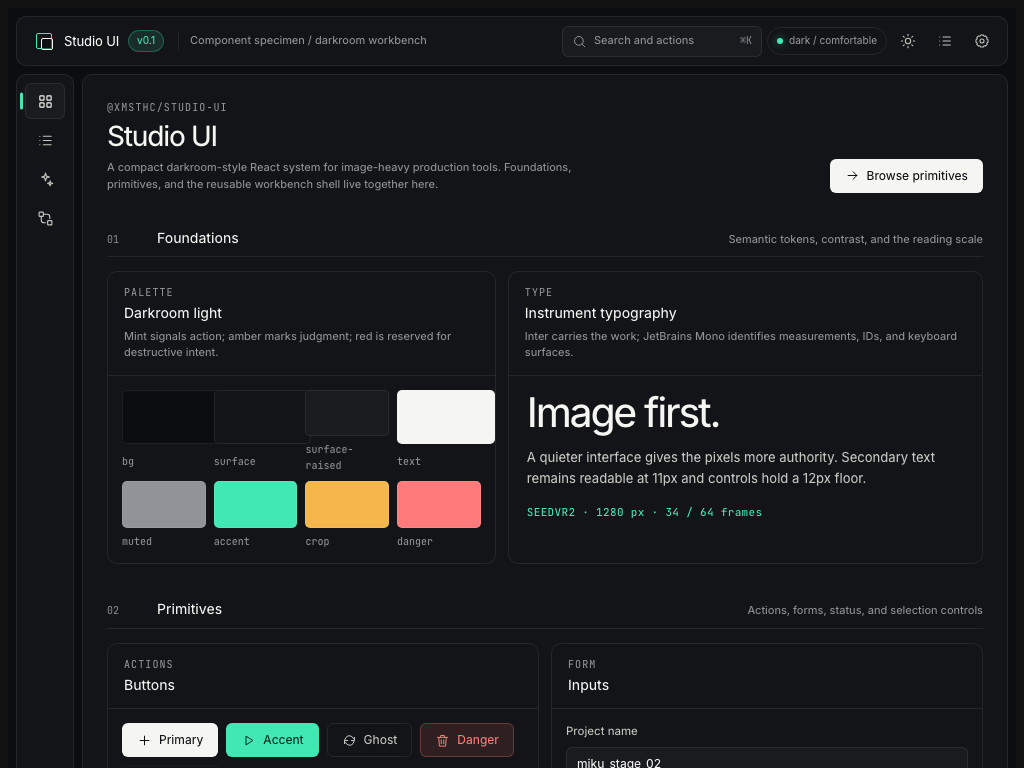 Studio UI v0.1 Component specimen / darkroom workbench Search and actions ⌘K dark / comfortable
@XMSTHC/STUDIO-UI
Studio UI
A compact darkroom-style React system for image-heavy production tools. Foundations,
primitives, and the reusable workbench shell live together here.
Browse primitives
01 Foundations Semantic tokens, contrast, and the reading scale
PALETTE
Darkroom light
Mint signals action; amber marks judgment; red is reserved for
destructive intent.
bg surface surface-
raised text
muted accent crop danger
TYPE
Instrument typography
Inter carries the work; JetBrains Mono identifies measurements, IDs, and keyboard
surfaces.
Image first.
A quieter interface gives the pixels more authority. Secondary text
remains readable at 11px and controls hold a 12px floor.
SEEDVR2 · 1280 px · 34 / 64 frames
02 Primitives Actions, forms, status, and selection controls
ACTIONS
Buttons
Primary Accent Ghost Danger
FORM
Inputs
Project name
miku_stage_02